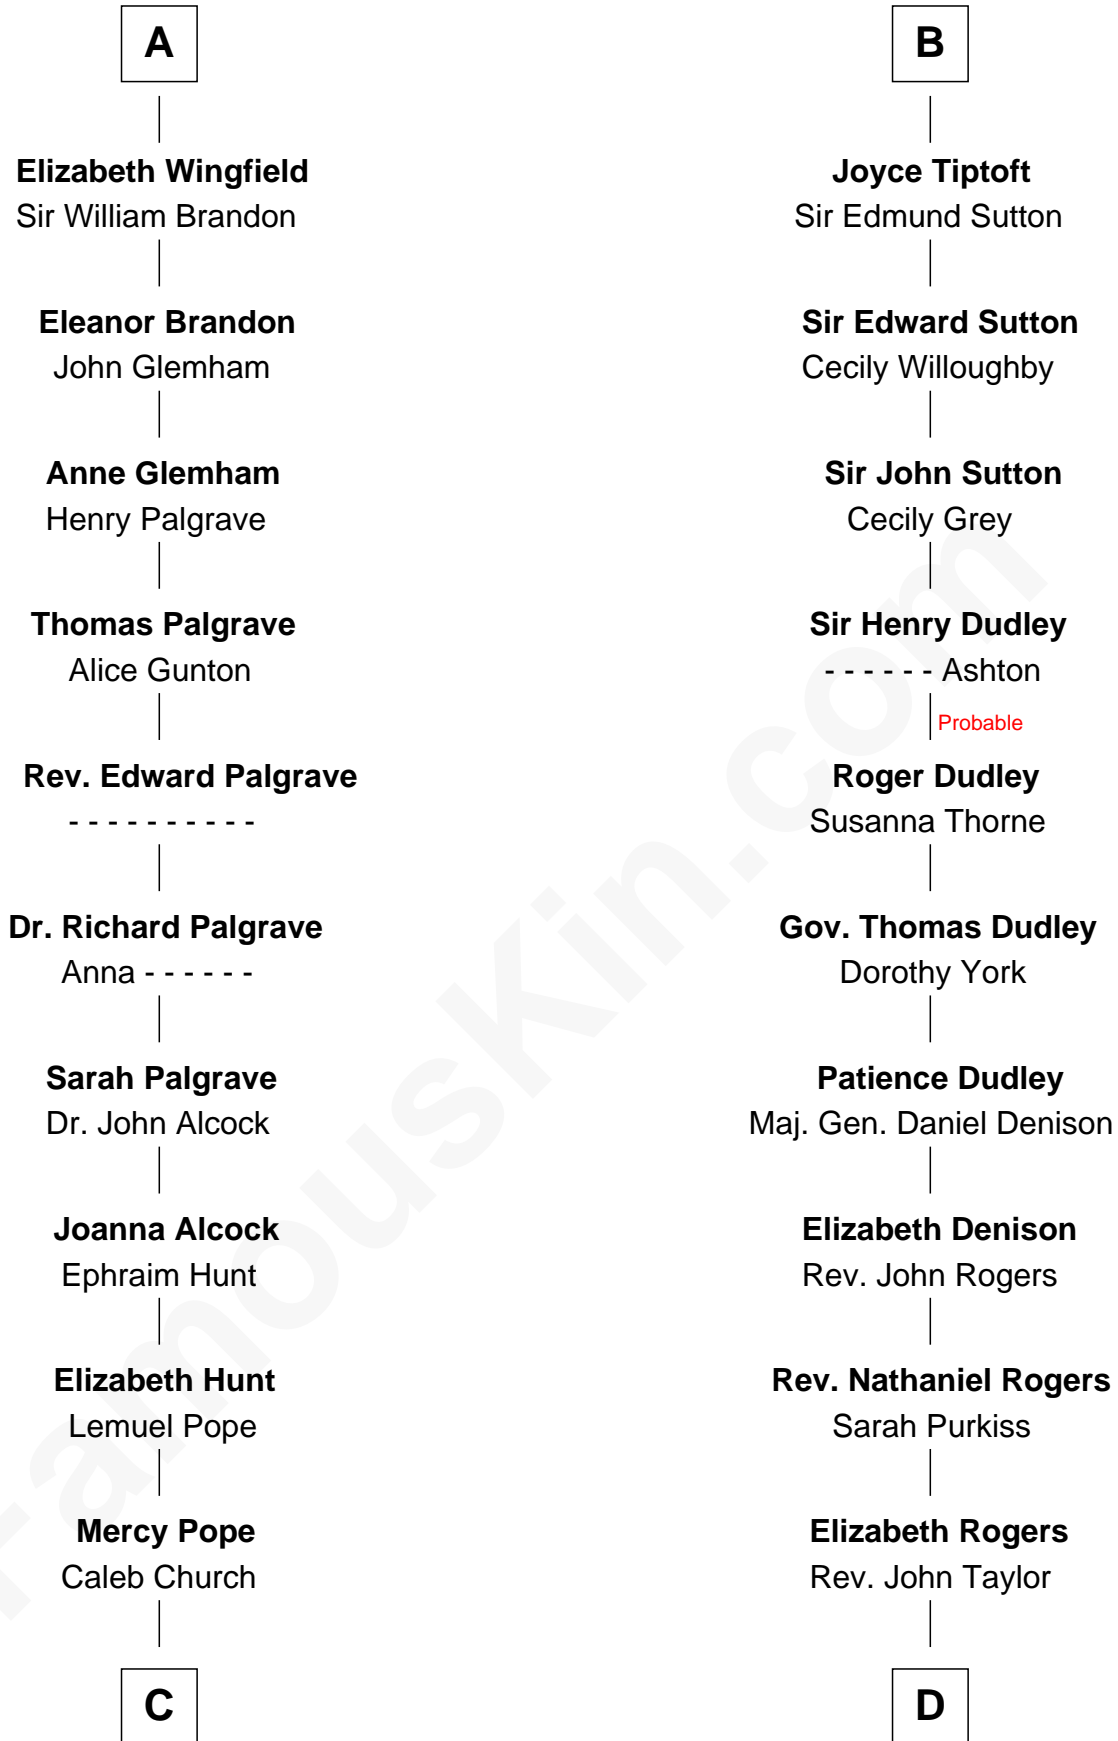 A
Elizabeth Wingfield
Sir William Brandon
Eleanor Brandon
John Glemham
Anne Glemham
Henry Palgrave
Thomas Palgrave
Alice Gunton
Rev. Edward Palgrave
- - - - - - - - - -
Dr. Richard Palgrave
Anna - - - - - -
Sarah Palgrave
Dr. John Alcock
Joanna Alcock
Ephraim Hunt
Elizabeth Hunt
Lemuel Pope
Mercy Pope
Caleb Church
C
B
Joyce Tiptoft
Sir Edmund Sutton
Sir Edward Sutton
Cecily Willoughby
Sir John Sutton
Cecily Grey
Sir Henry Dudley
- - - - - - Ashton
Probable
Roger Dudley
Susanna Thorne
Gov. Thomas Dudley
Dorothy York
Patience Dudley
Maj. Gen. Daniel Denison
Elizabeth Denison
Rev. John Rogers
Rev. Nathaniel Rogers
Sarah Purkiss
Elizabeth Rogers
Rev. John Taylor
D
FamousKin.com